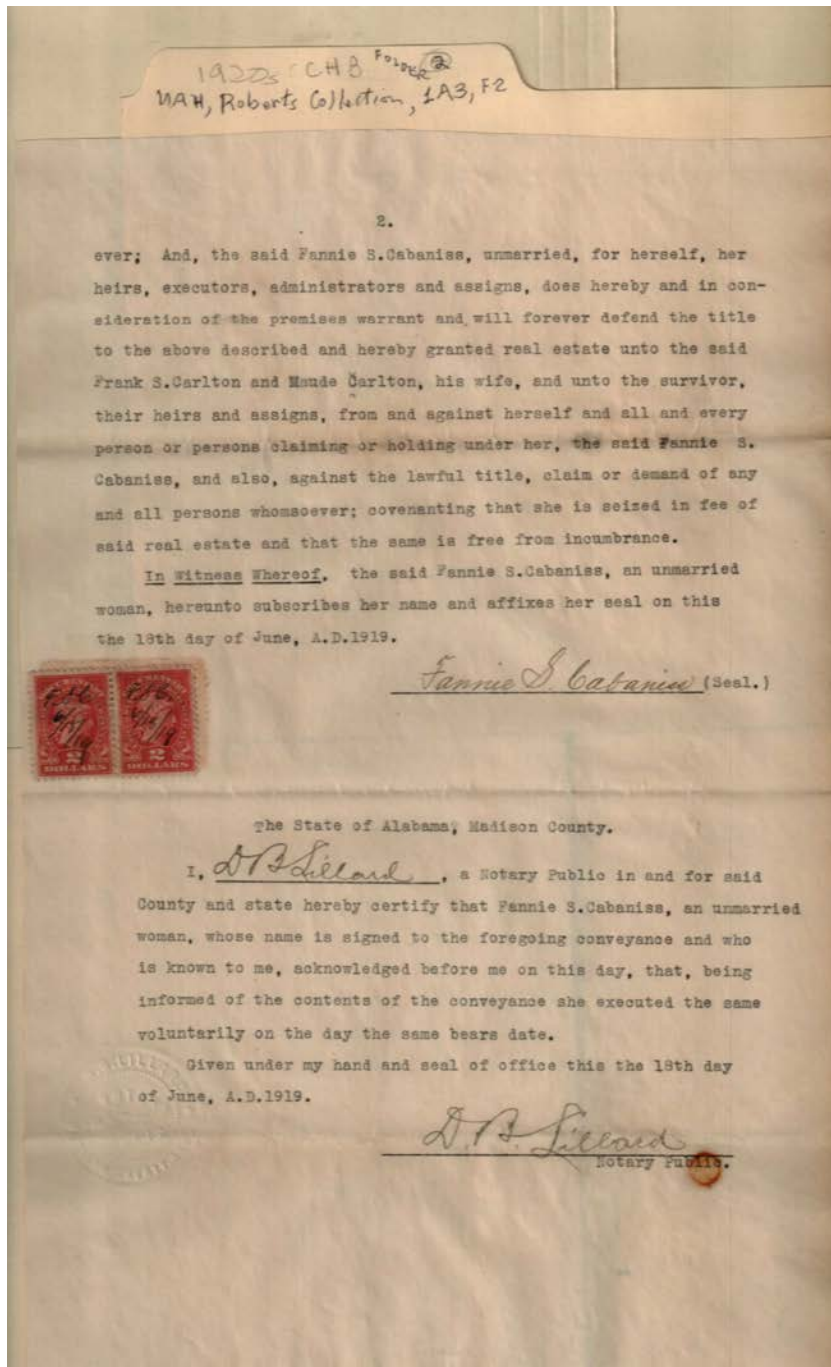 1920s CHB FOLDER 2
UAH, Roberts Collection, 1A3, F-2
2.
ever; And, the said Fannie S.Cabaniss, unmarried, for herself, her
heirs, executors, administrators and assigns, does hereby and in con-
sideration of the premises warrant and will forever defend the title
to the above described and hereby granted real estate unto the said
Frank S.Carlton and Maude Carlton, his wife, and unto the survivor,
their heirs and assigns, from and against herself and all and every
person or persons claiming or holding under her, the said Fannie S.
Cabaniss, and also, against the lawful title, claim or demand of any
and all persons whomsoever; covenanting that she is seized in fee of
said real estate and that the same is free from incumbrance.
In Witness Whereof, the said Fannie S.Cabaniss, an unmarried
woman, hereunto subscribes her name and affixes her seal on this
the 18th day of June, A.D.1919.
Fannie S. Cabaniss (Seal.)
2 2
DOLLARS DOLLARS
The State of Alabama, Madison County.
I, D B Lillard, a Notary Public in and for said
County and state hereby certify that Fannie S.Cabaniss, an unmarried
woman, whose name is signed to the foregoing conveyance and who
is known to me, acknowledged before me on this day, that, being
informed of the contents of the conveyance she executed the same
voluntarily on the day the same bears date.
Given under my hand and seal of office this the 18th day
of June, A.D.1919.
D. B. Lillard
Notary Public.